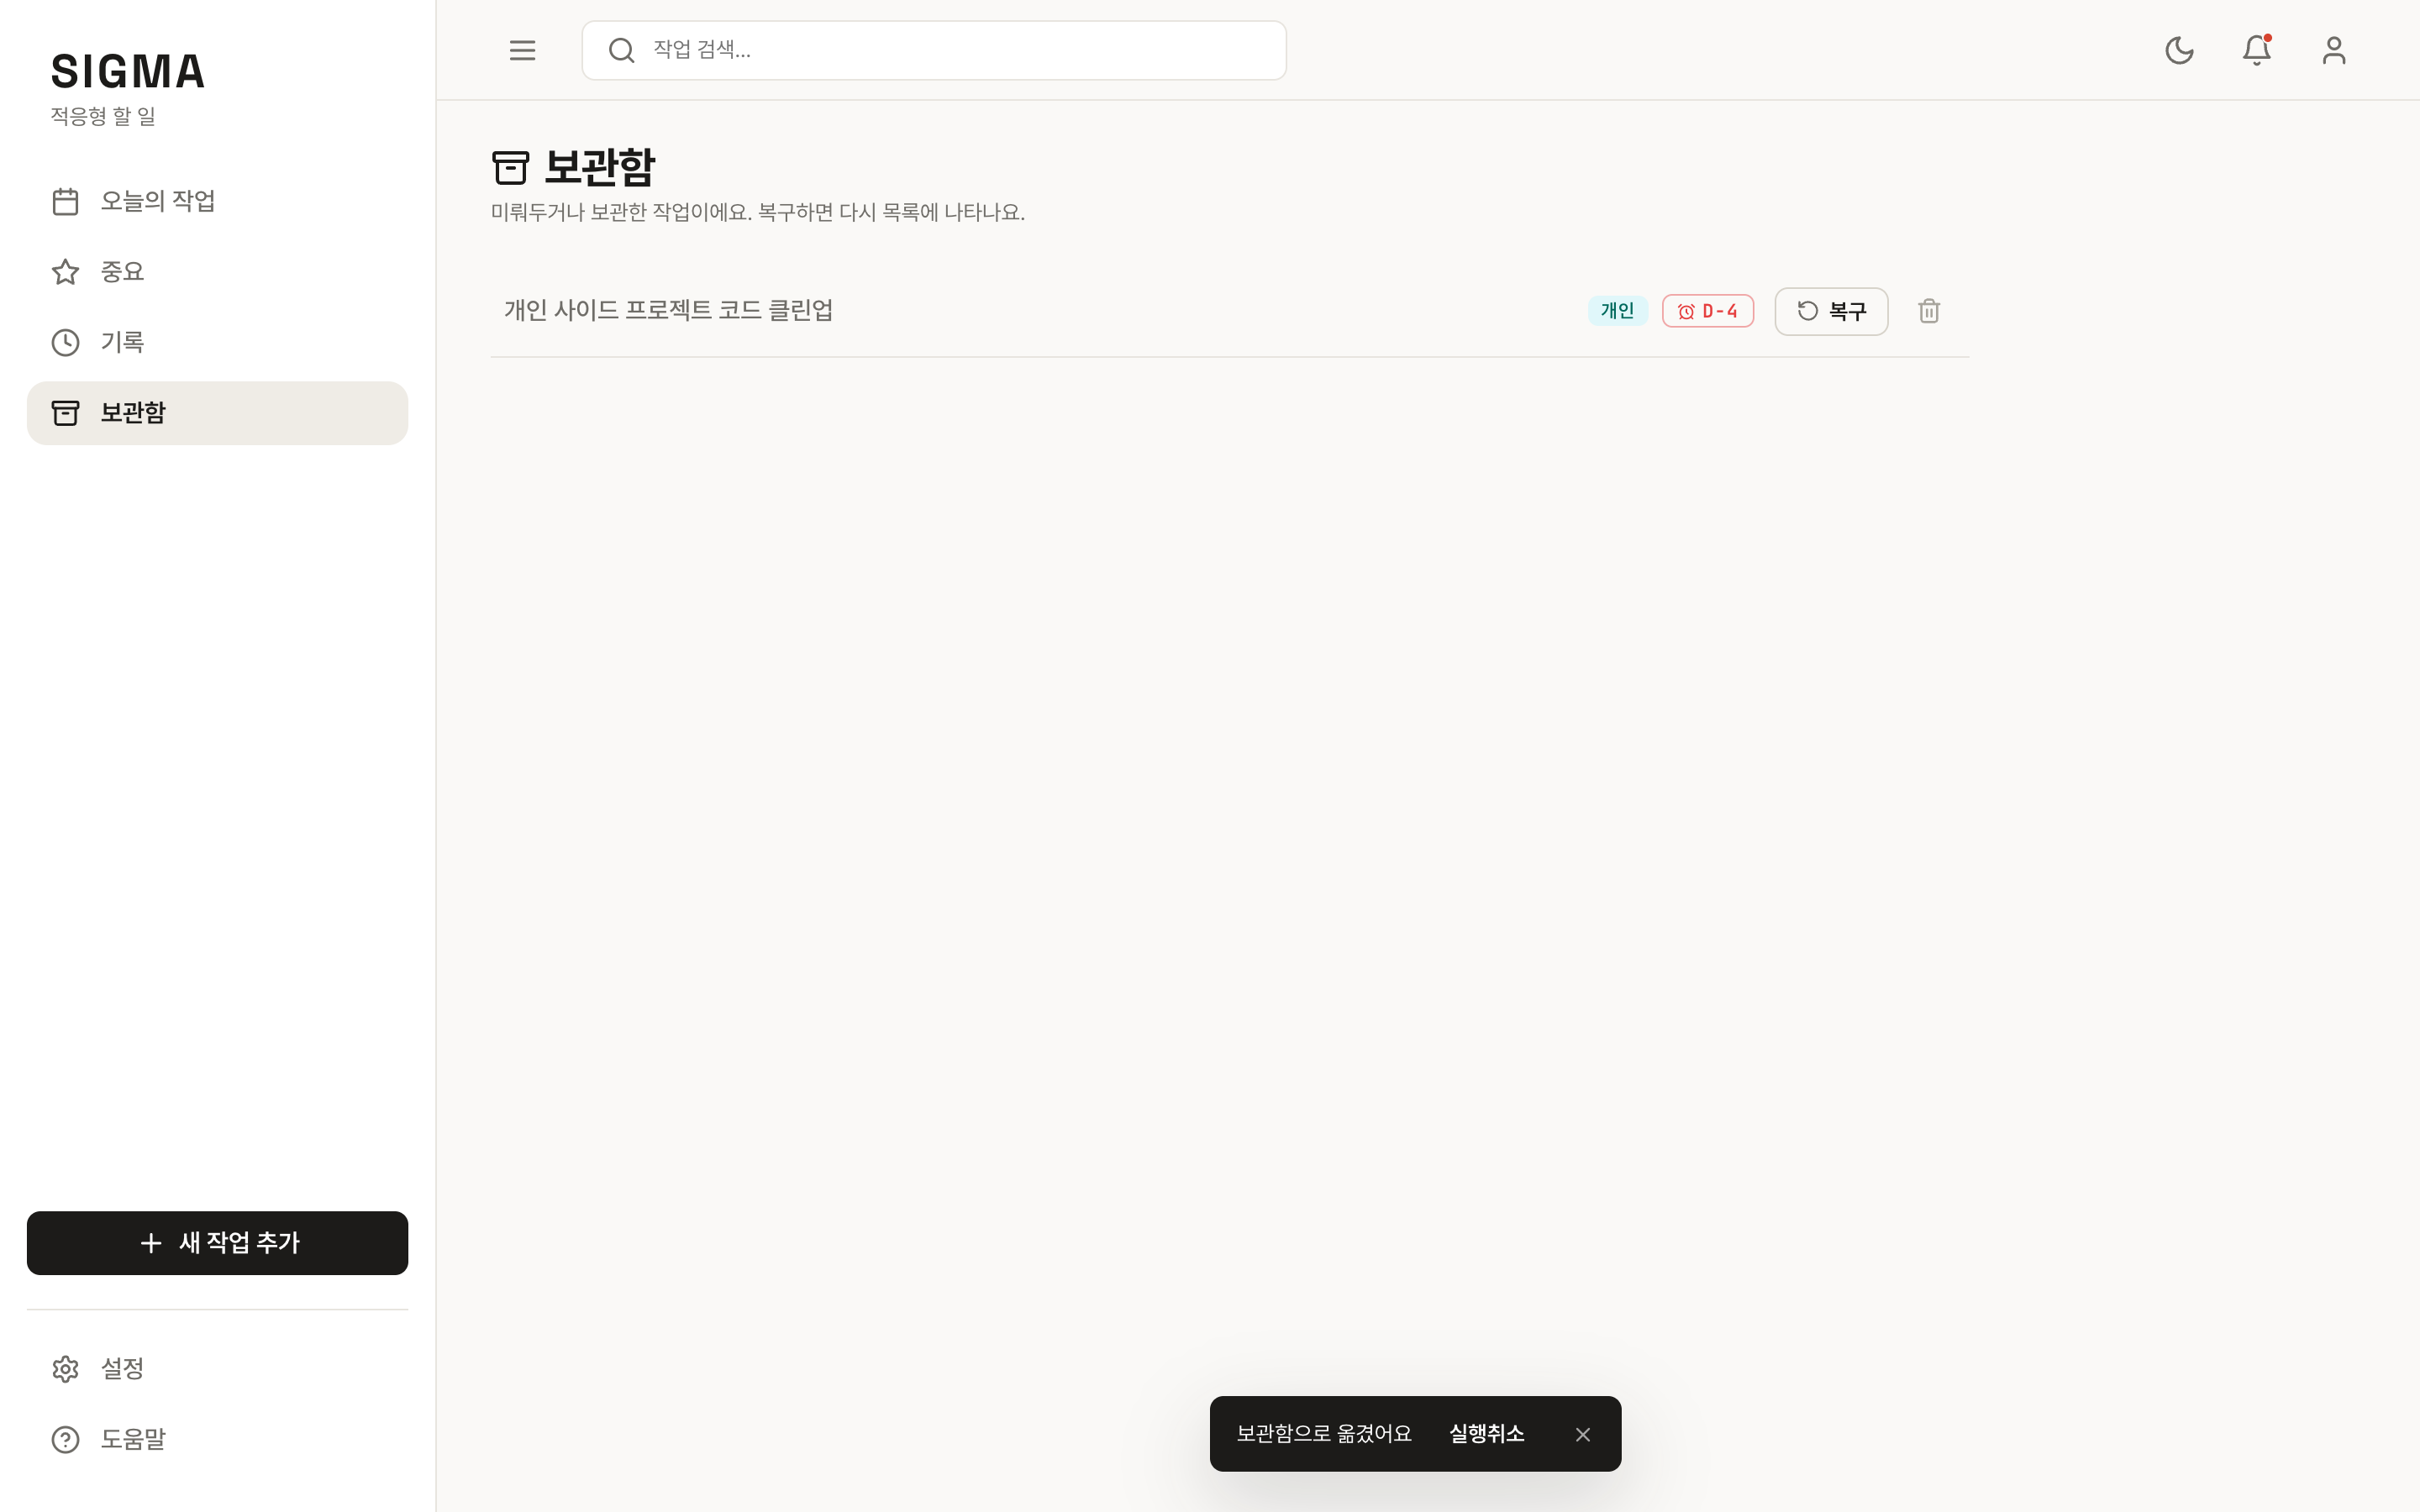 SIGMA
적응형 할 일
오늘의 작업
중요
기록
보관함
새 작업 추가
설정
도움말
작업 검색...
보관함
미뤄두거나 보관한 작업이에요. 복구하면 다시 목록에 나타나요.
개인 사이드 프로젝트 코드 클린업 개인 D-4 복구
보관함으로 옮겼어요 실행취소